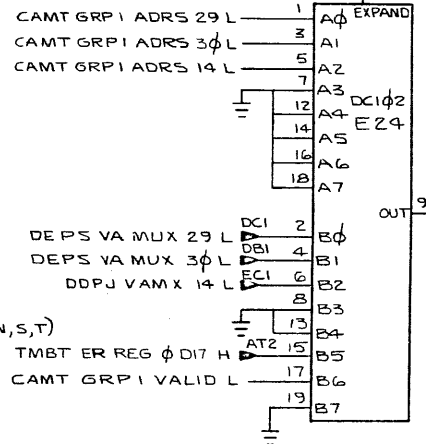 CAMT GRP1 ADRS 29 L 1 AØ EXPAND
CAMT GRP1 ADRS 3Ø L 3 A1
CAMT GRP1 ADRS 14 L 5 A2
7 A3
DC1Ø2
12 A4
E24
14 A5
16 A6
18 A7
OUT 9
DEPS VA MUX 29 L DC1 2 BØ
DEPS VA MUX 3Ø L DB1 4 B1
DDPJ VAMX 14 L EC1 6 B2
8 B3
N,S,T) 13 B4
TMBT ER REG Ø D17 H AT2 15 B5
CAMT GRP1 VALID L 17 B6
19 B7